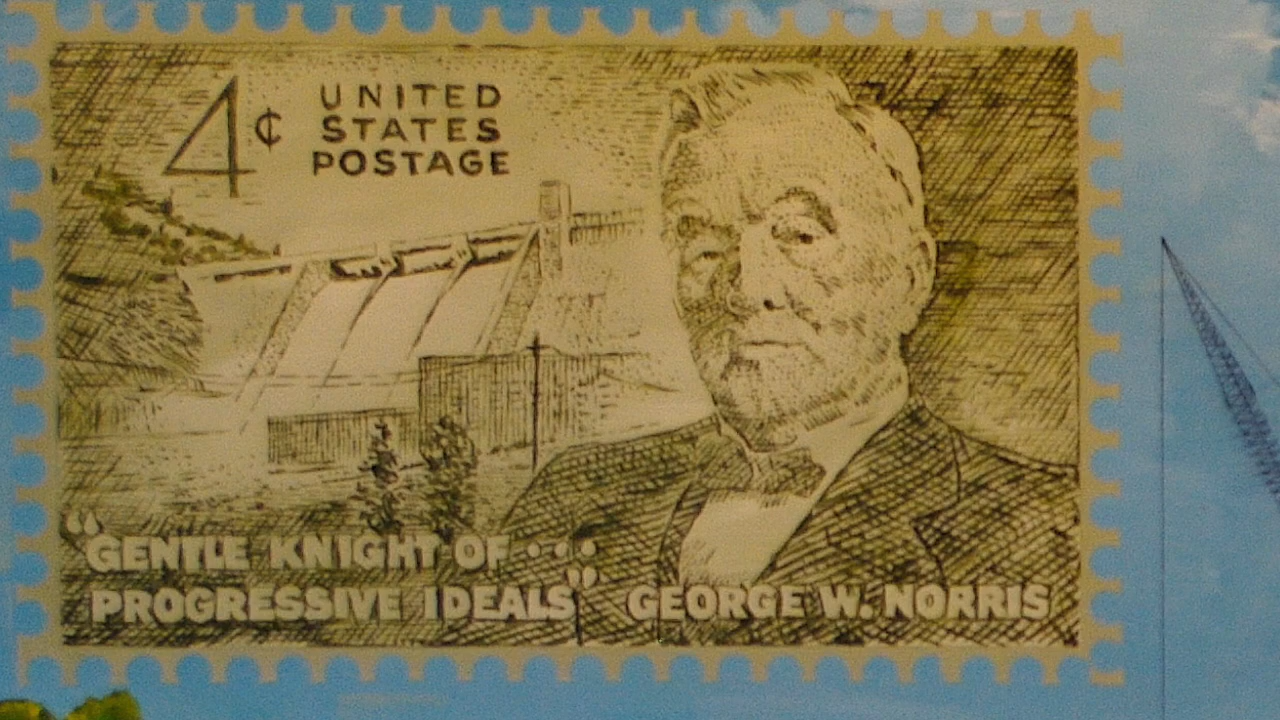 4¢
UNITED
STATES
POSTAGE
"GENTLE KNIGHT OF ...
PROGRESSIVE IDEALS"
GEORGE W. NORRIS